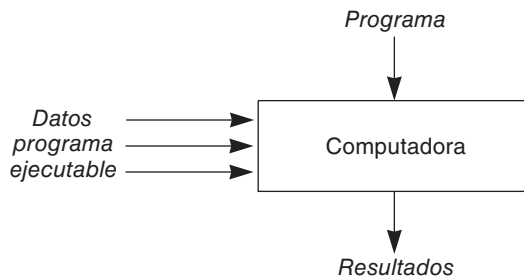 Programa
Datos
programa
ejecutable
Computadora
Resultados